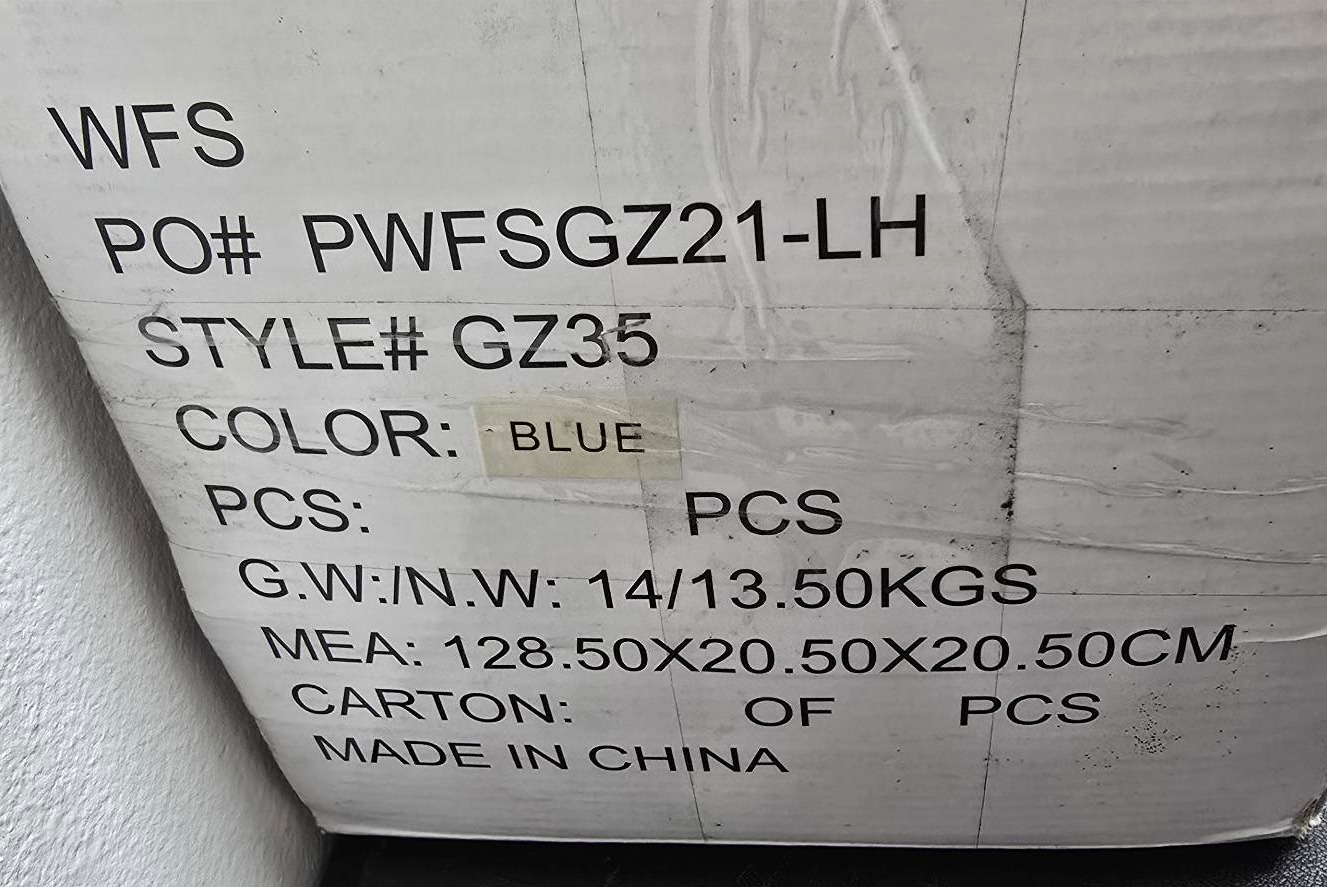 WFS
PO# PWFSGZ21-LH
STYLE# GZ35
COLOR: BLUE
PCS: PCS
G.W:/N.W: 14/13.50KGS
MEA: 128.50X20.50X20.50CM
CARTON: OF PCS
MADE IN CHINA